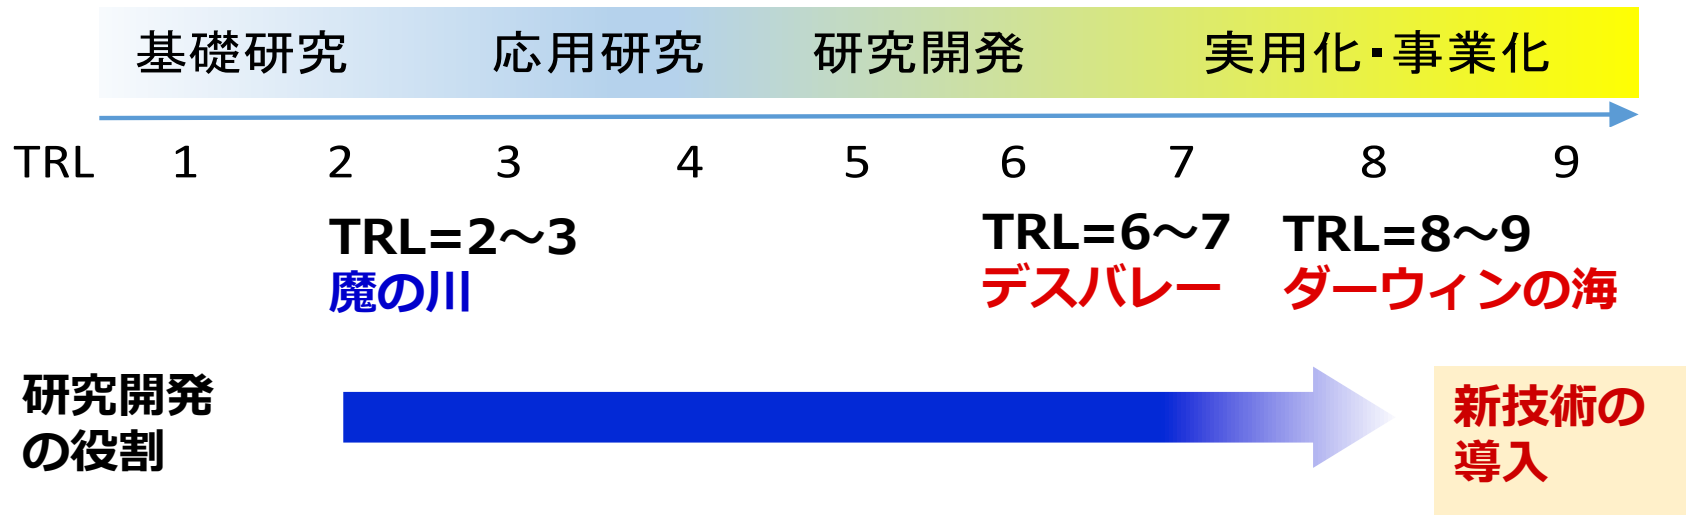 基礎研究 応用研究 研究開発 実用化・事業化
TRL 1 2 3 4 5 6 7 8 9
TRL=2～3 TRL=6～7 TRL=8～9
魔の川 デスバレー ダーウィンの海
研究開発
の役割
新技術の
導入